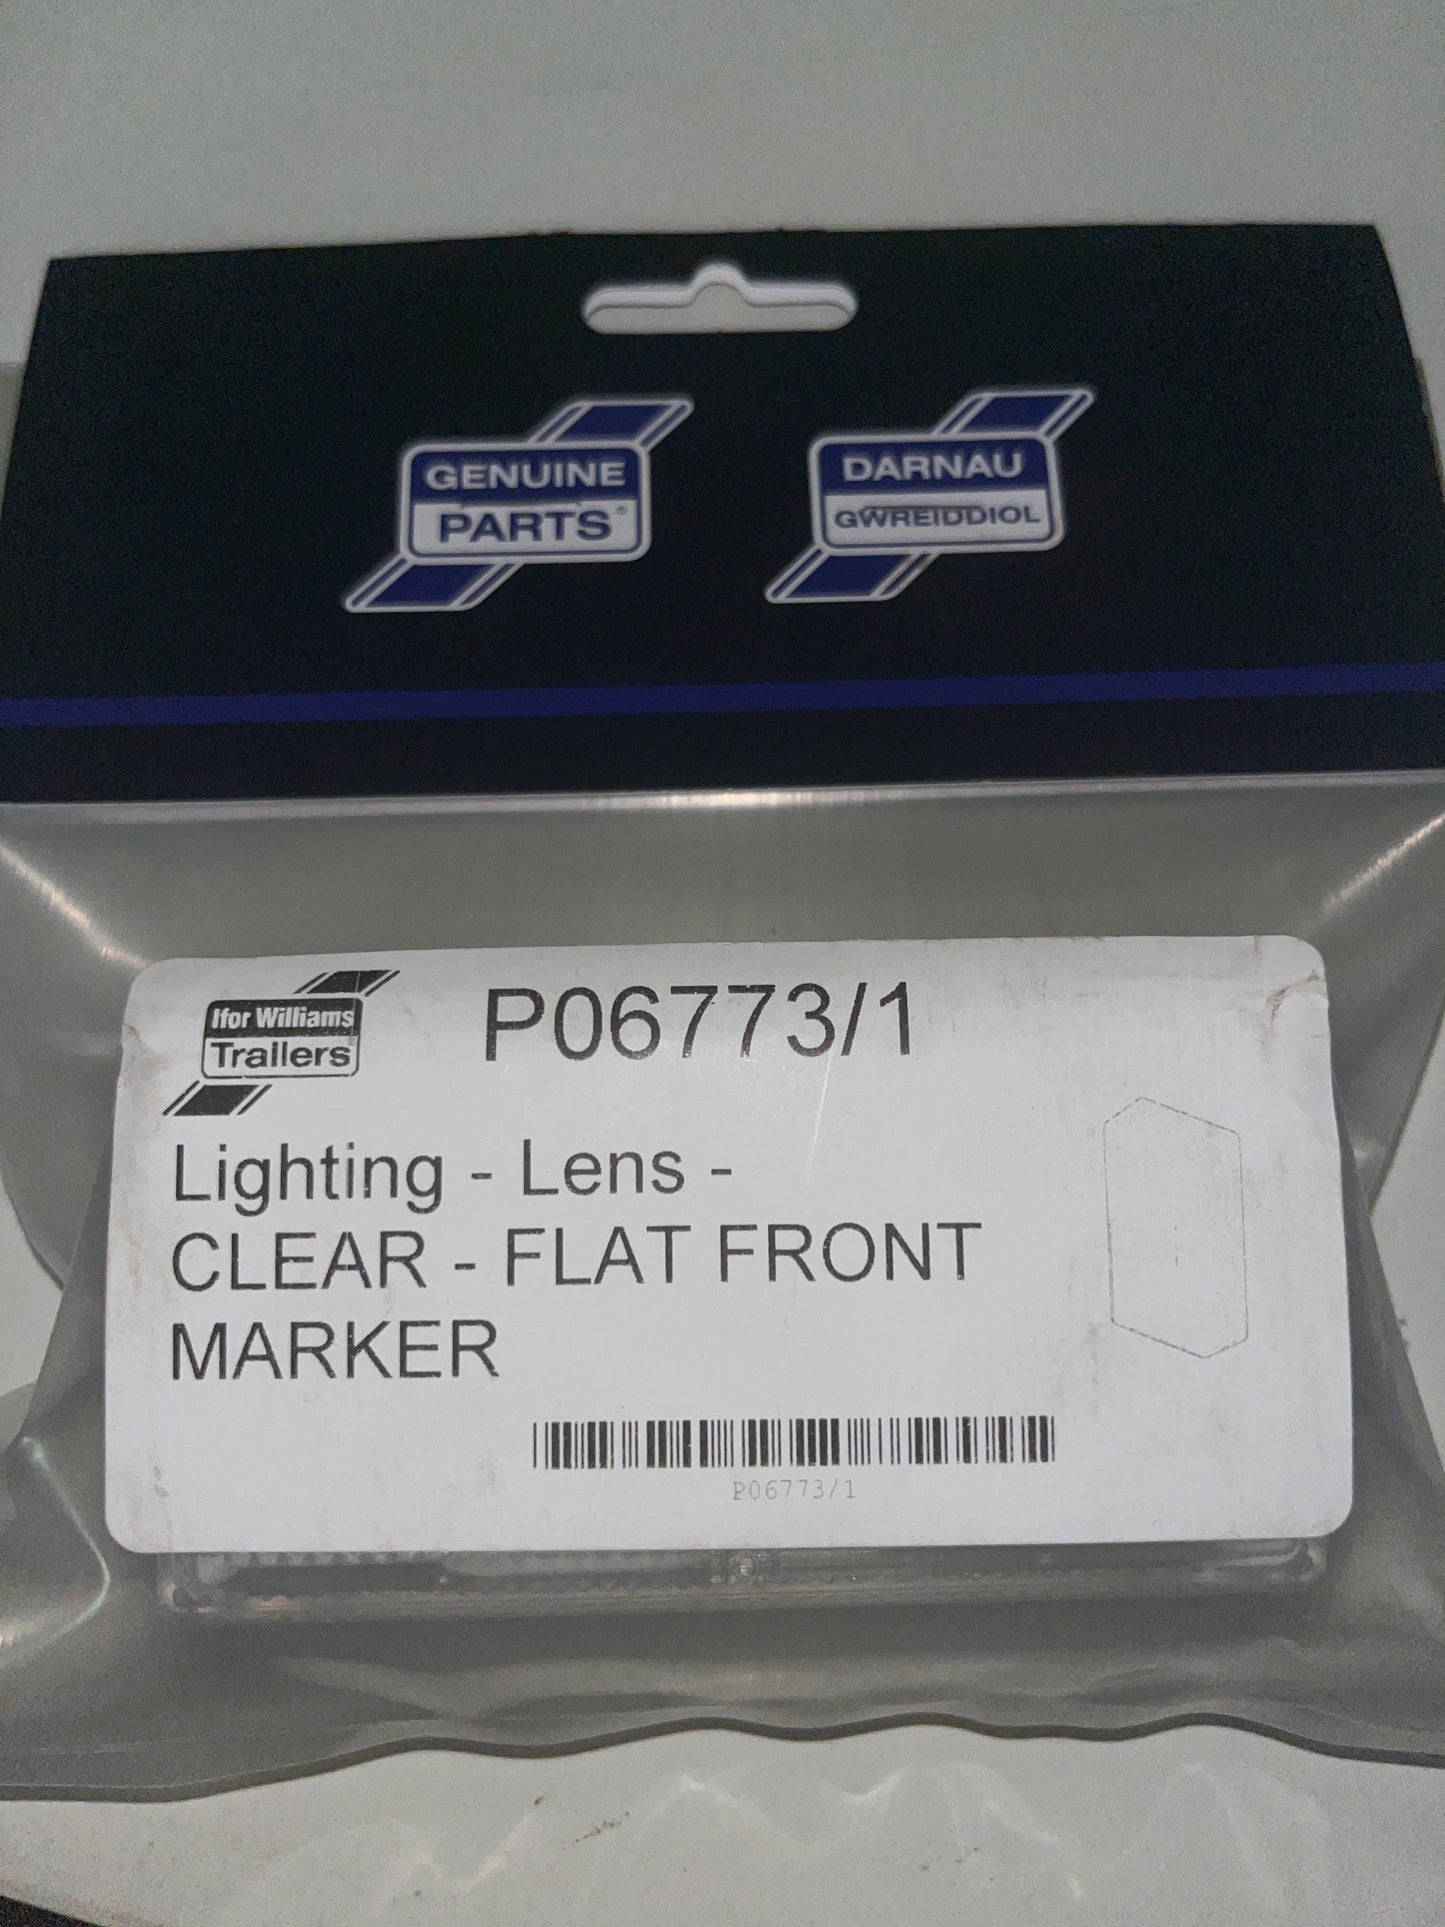 GENUINE
PARTS®
DARNAU
GWREIDDIOL
Ifor Williams
Trailers
P06773/1
Lighting - Lens -
CLEAR - FLAT FRONT
MARKER
P06773/1